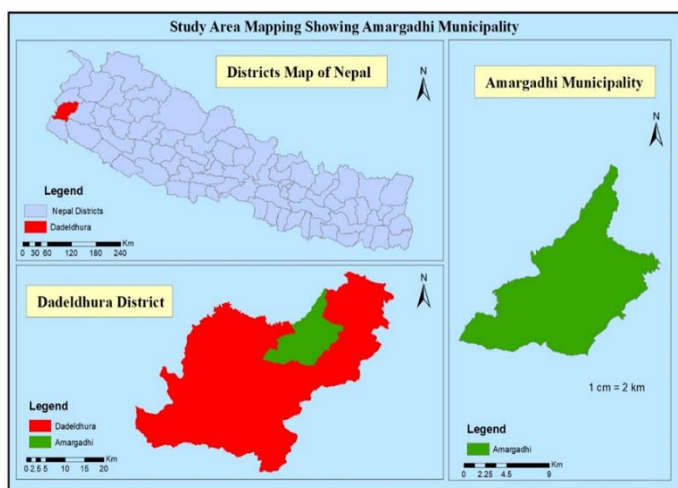 Study Area Mapping Showing Amargadhi Municipality
Districts Map of Nepal
N
Legend
Nepal Districts
Dadeldhura
Km
0 30 60 120 180 240
Dadeldhura District
N
Legend
Dadeldhura
Amargadhi
Km
0 2.5 5 10 15 20
Amargadhi Municipality
N
1 cm = 2 km
Legend
Amargadhi
Km
0 2.25 4.5 9